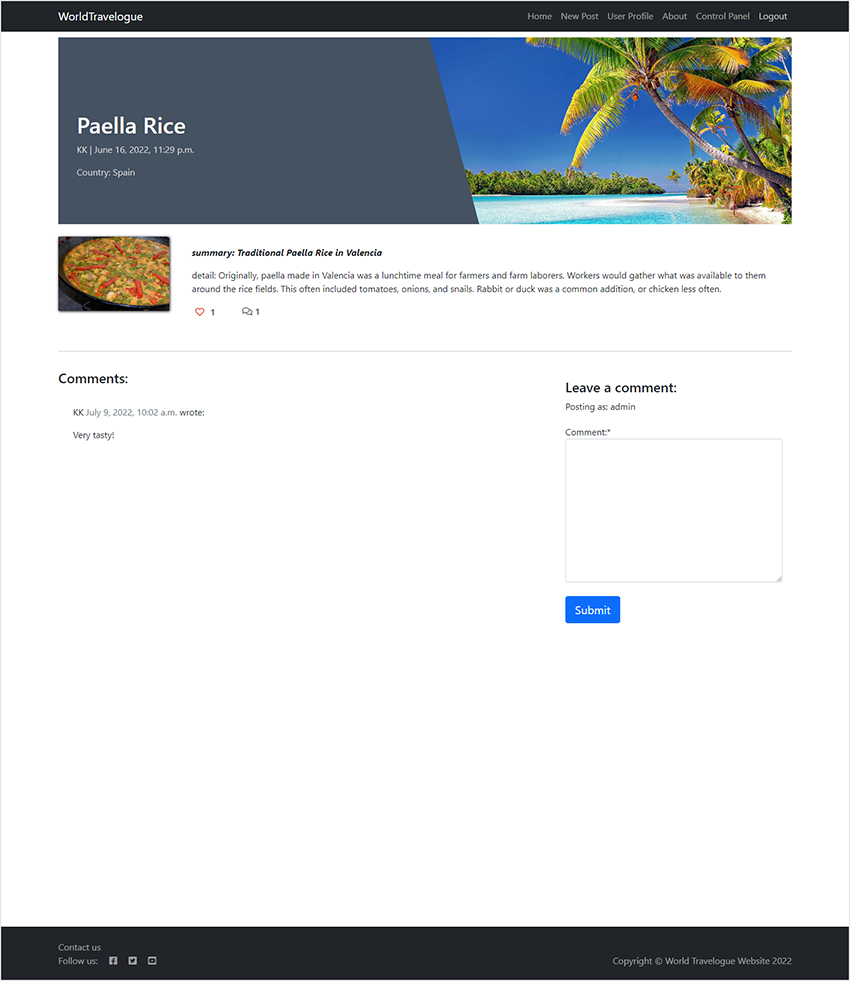 WorldTravelogue
Home New Post User Profile About Control Panel Logout
Paella Rice
KK | June 16, 2022, 11:29 p.m.
Country: Spain
summary: Traditional Paella Rice in Valencia
detail: Originally, paella made in Valencia was a lunchtime meal for farmers and farm laborers. Workers would gather what was available to them
around the rice fields. This often included tomatoes, onions, and snails. Rabbit or duck was a common addition, or chicken less often.
1 1
Comments:
KK July 9, 2022, 10:02 a.m. wrote:
Very tasty!
Leave a comment:
Posting as: admin
Comment:*
Submit
Contact us
Follow us:
Copyright © World Travelogue Website 2022